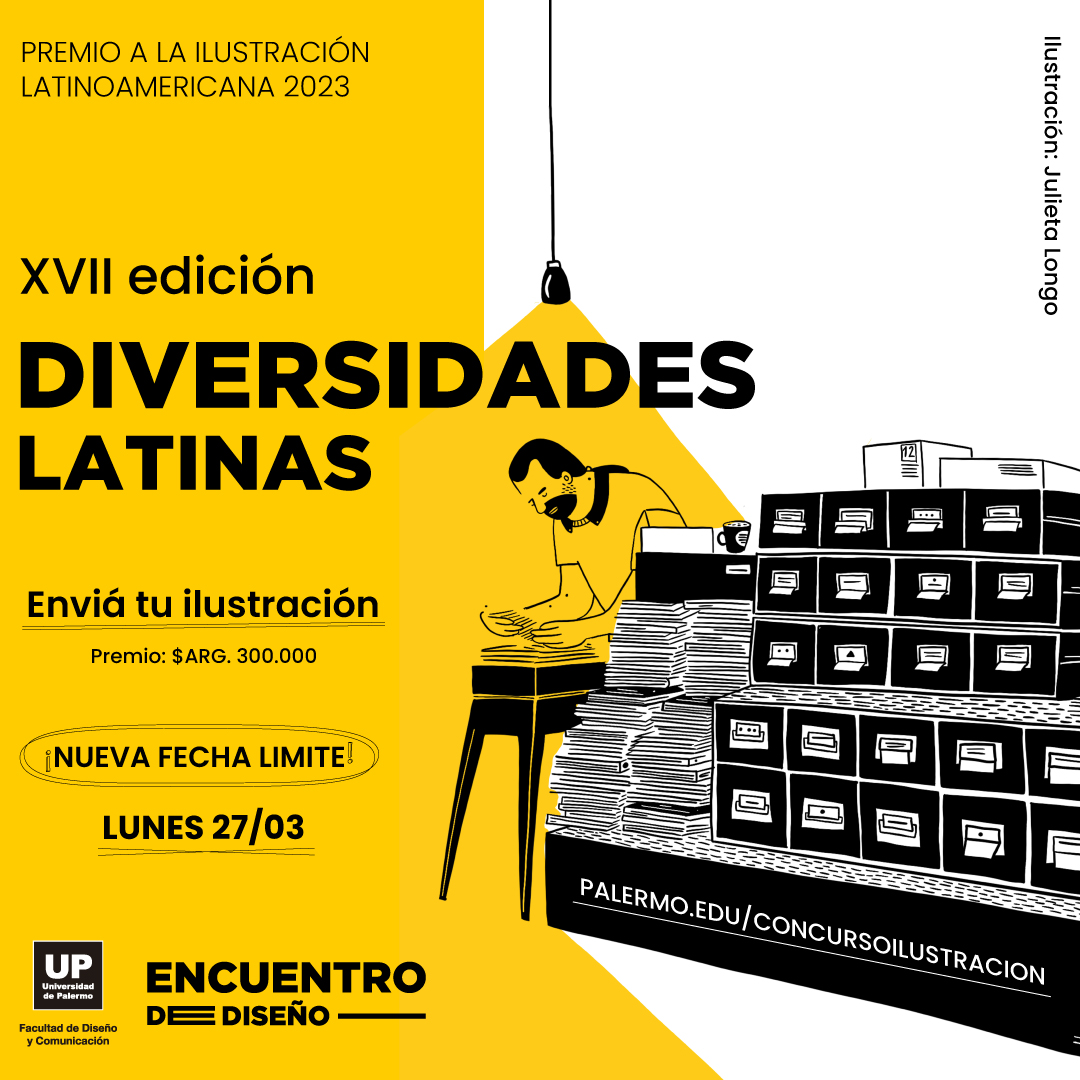 PREMIO A LA ILUSTRACIÓN
LATINOAMERICANA 2023
Ilustración: Julieta Longo
XVII edición
DIVERSIDADES
LATINAS
12
Enviá tu ilustración
Premio: $ARG. 300.000
¡NUEVA FECHA LIMITE!
LUNES 27/03
PALERMO.EDU/CONCURSOILUSTRACION
UP
Universidad
de Palermo
Facultad de Diseño
y Comunicación
ENCUENTRO
DE DISEÑO